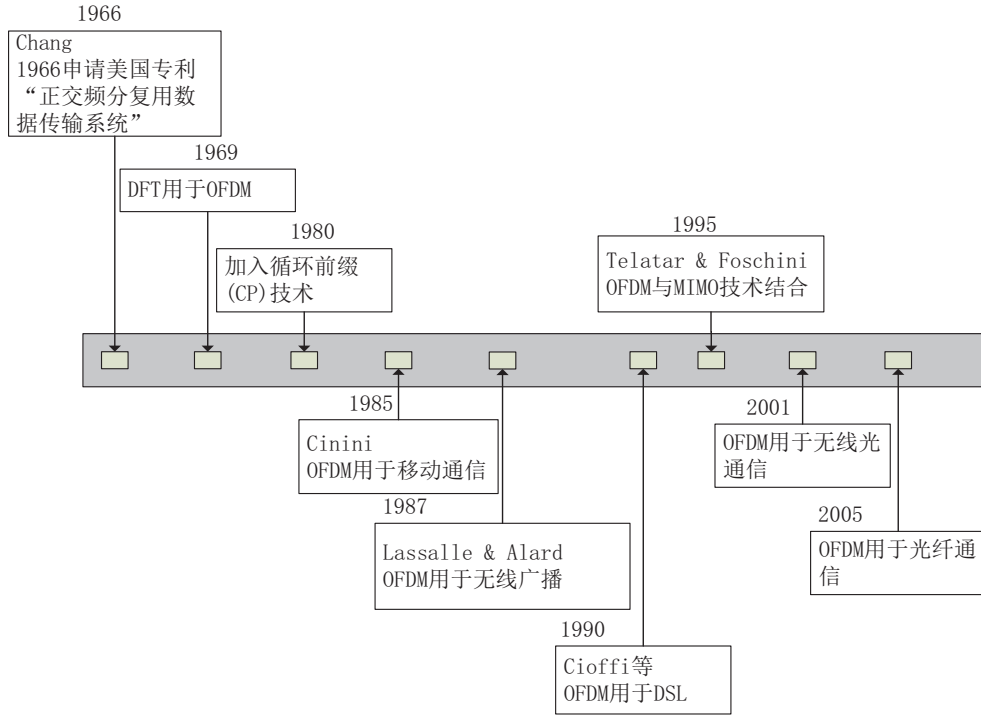 1966
Chang
1966申请美国专利
“正交频分复用数
据传输系统”
1969
DFT用于OFDM
1980
加入循环前缀
(CP)技术
1995
Telatar & Foschini
OFDM与MIMO技术结合
1985
Cinini
OFDM用于移动通信
1987
Lassalle & Alard
OFDM用于无线广播
1990
Cioffi等
OFDM用于DSL
2001
OFDM用于无线光
通信
2005
OFDM用于光纤通
信